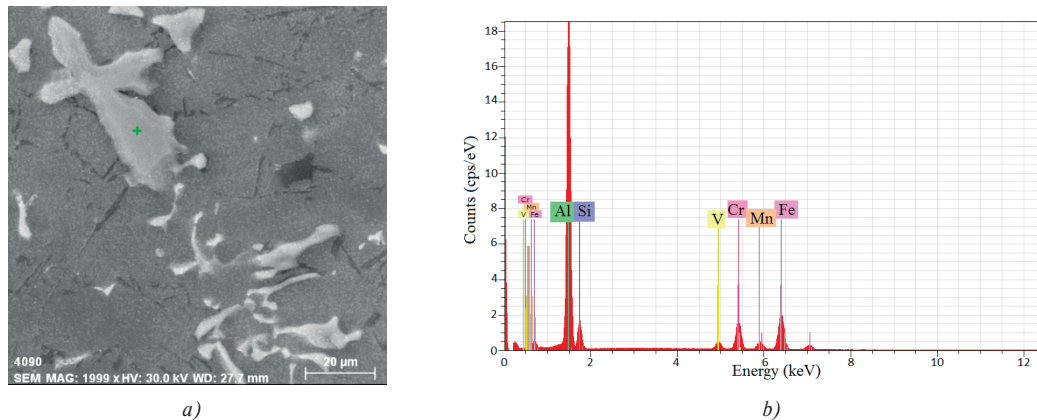 4090
SEM MAG: 1999 x HV: 30.0 kV WD: 27.7 mm
20 µm
a)
Counts (cps/eV)
18
16
14
12
10
8
6
4
2
0
Cr
Mn
V Fe
Al Si
V Cr Mn Fe
0 2 4 6 8 10 12
Energy (keV)
b)